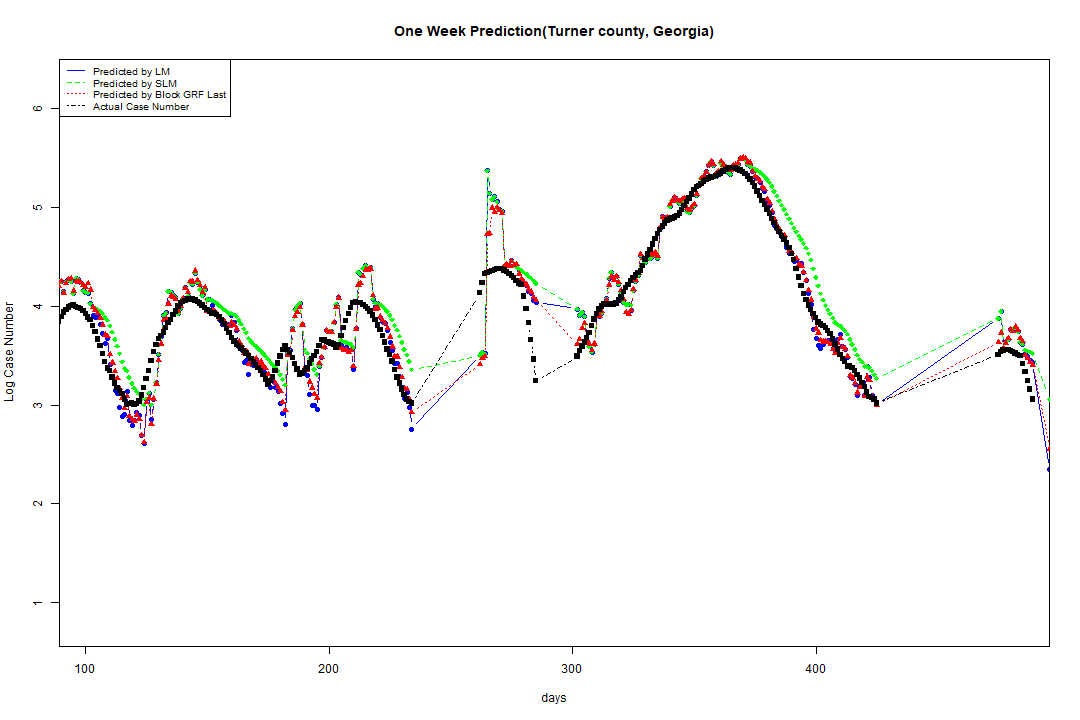 One Week Prediction(Turner county, Georgia)
Predicted by LM
Predicted by SLM
Predicted by Block GRF Last
Actual Case Number
Log Case Number
6
5
4
3
2
1
100
200
300
400
days